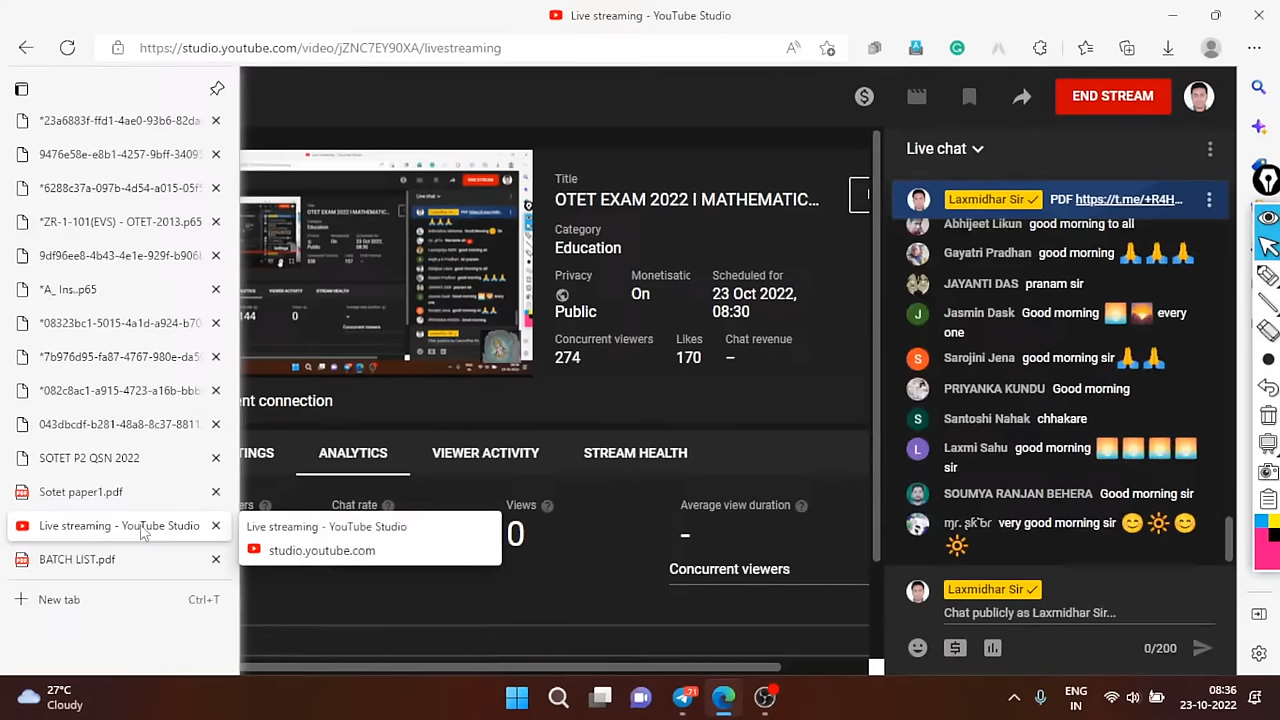 Live streaming - YouTube Studio
https://studio.youtube.com/video/jZNC7EY90XA/livestreaming
*23a6883f-ffd1-4ae0-93b6-82da
9476e58e-e8b1-4257-9bff-34095
*6288c37a-097b-4d54-a015-05f5
*ZR-1-101(EVS) - OTET-2013.p65
9df96ee8-4b43-4e1e-929f-b906
*A_ Ins..p65
*08323bc1-5015-4a1d-a924-f57
*7b976d95-fa87-4767-980e-da5
*082c8ac1-a915-4723-a16b-bbb
043dbcdf-b281-48a8-8c37-8811
SOTET P2 QSN 2022
Sotet paper1.pdf
Live streaming - YouTube Studio
BATCH LIST.pdf
New tab Ctrl+T
Live streaming - YouTube Studio
studio.youtube.com
END STREAM
Title
OTET EXAM 2022 I MATHEMATIC...
Category
Education
Privacy
Public
Monetisatic
On
Scheduled for
23 Oct 2022,
08:30
Concurrent viewers
274
Likes
170
Chat revenue
–
ent connection
TINGS ANALYTICS VIEWER ACTIVITY STREAM HEALTH
ers Chat rate Views Average view duration
0 –
Concurrent viewers
Live chat
Laxmidhar Sir PDF https://t.me/+R4H...
Abhijeet Likun good morning to all
Gayatri Pradhan good morning 🙏🙏🙏
JAYANTI DAS pranam sir
J Jasmin Dask Good morning 🌇🌅 every
one
S Sarojini Jena good morning sir 🙏🙏
PRIYANKA KUNDU Good morning
S Santoshi Nahak chhakare
L Laxmi Sahu good morning 🌅🌅🌅🌅
sir
SOUMYA RANJAN BEHERA Good morning sir
very good morning sir 😊🔆😊
🔆
Laxmidhar Sir
Chat publicly as Laxmidhar Sir...
0/200
27°C
Cloudy
71
ENG
IN
08:36
23-10-2022